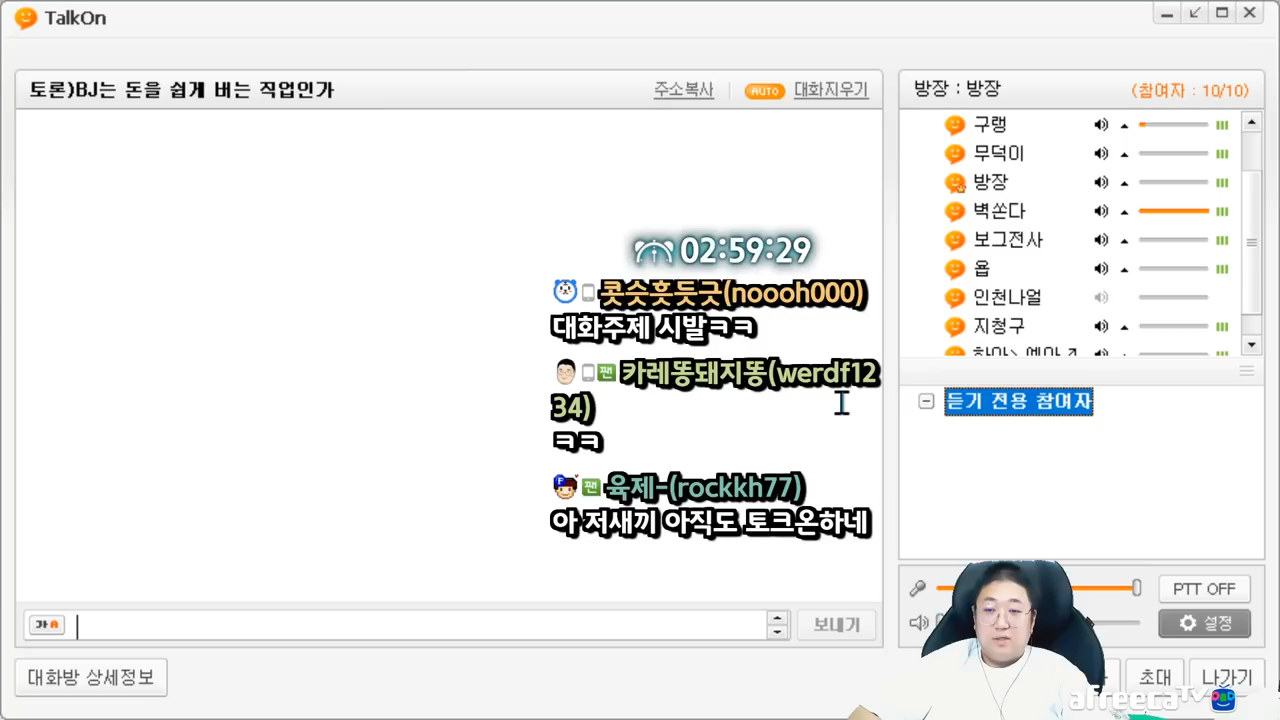 TalkOn
토론)BJ는 돈을 쉽게 버는 직업인가
주소복사
AUTO 대화지우기
방장 : 방장
(참여자 : 10/10)
구랭
무덕이
방장
벽쏜다
보그전사
욥
인천나얼
지청구
02:59:29
콧슷흣듯긋(noooh000)
대화주제 시발ㅋㅋ
팬 카레똥돼지똥(werdf12
34)
ㅋㅋ
팬 육제-(rockkh77)
아 저새끼 아직도 토크온하네
듣기 전용 참여자
PTT OFF
설정
가A
보내기
대화방 상세정보
초대
나가기
afreecaTV